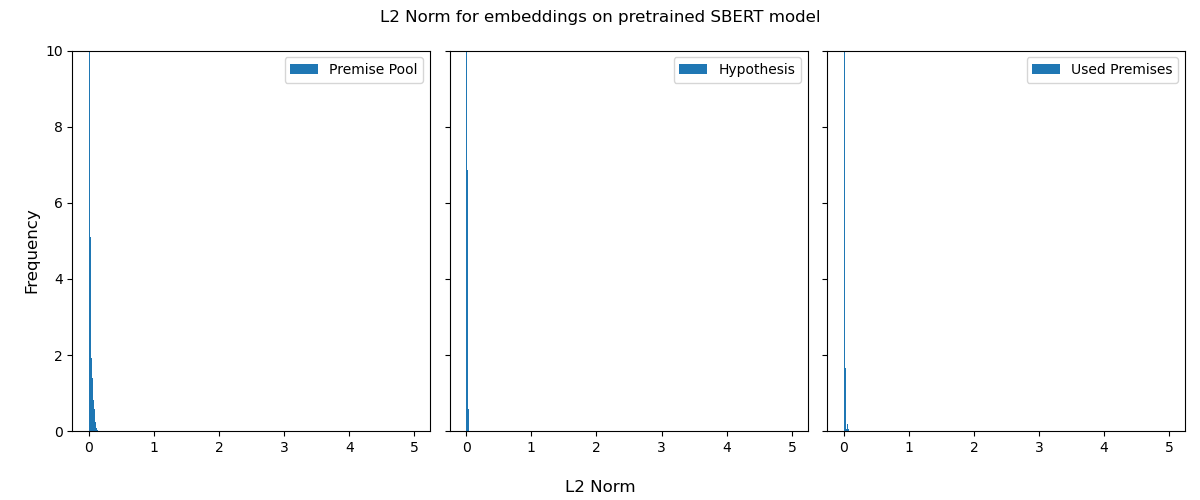 L2 Norm for embeddings on pretrained SBERT model
Premise Pool
Hypothesis
Used Premises
10
8
6
4
2
0
Frequency
0 1 2 3 4 5
0 1 2 3 4 5
0 1 2 3 4 5
L2 Norm